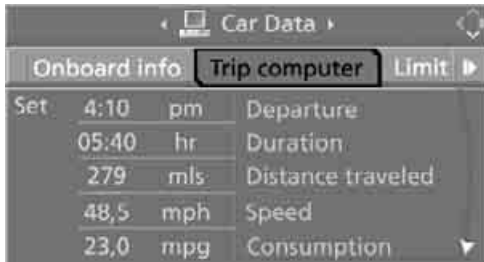 Car Data
Onboard info Trip computer Limit
Set 4:10 pm Departure
05:40 hr Duration
279 mls Distance traveled
48,5 mph Speed
23,0 mpg Consumption